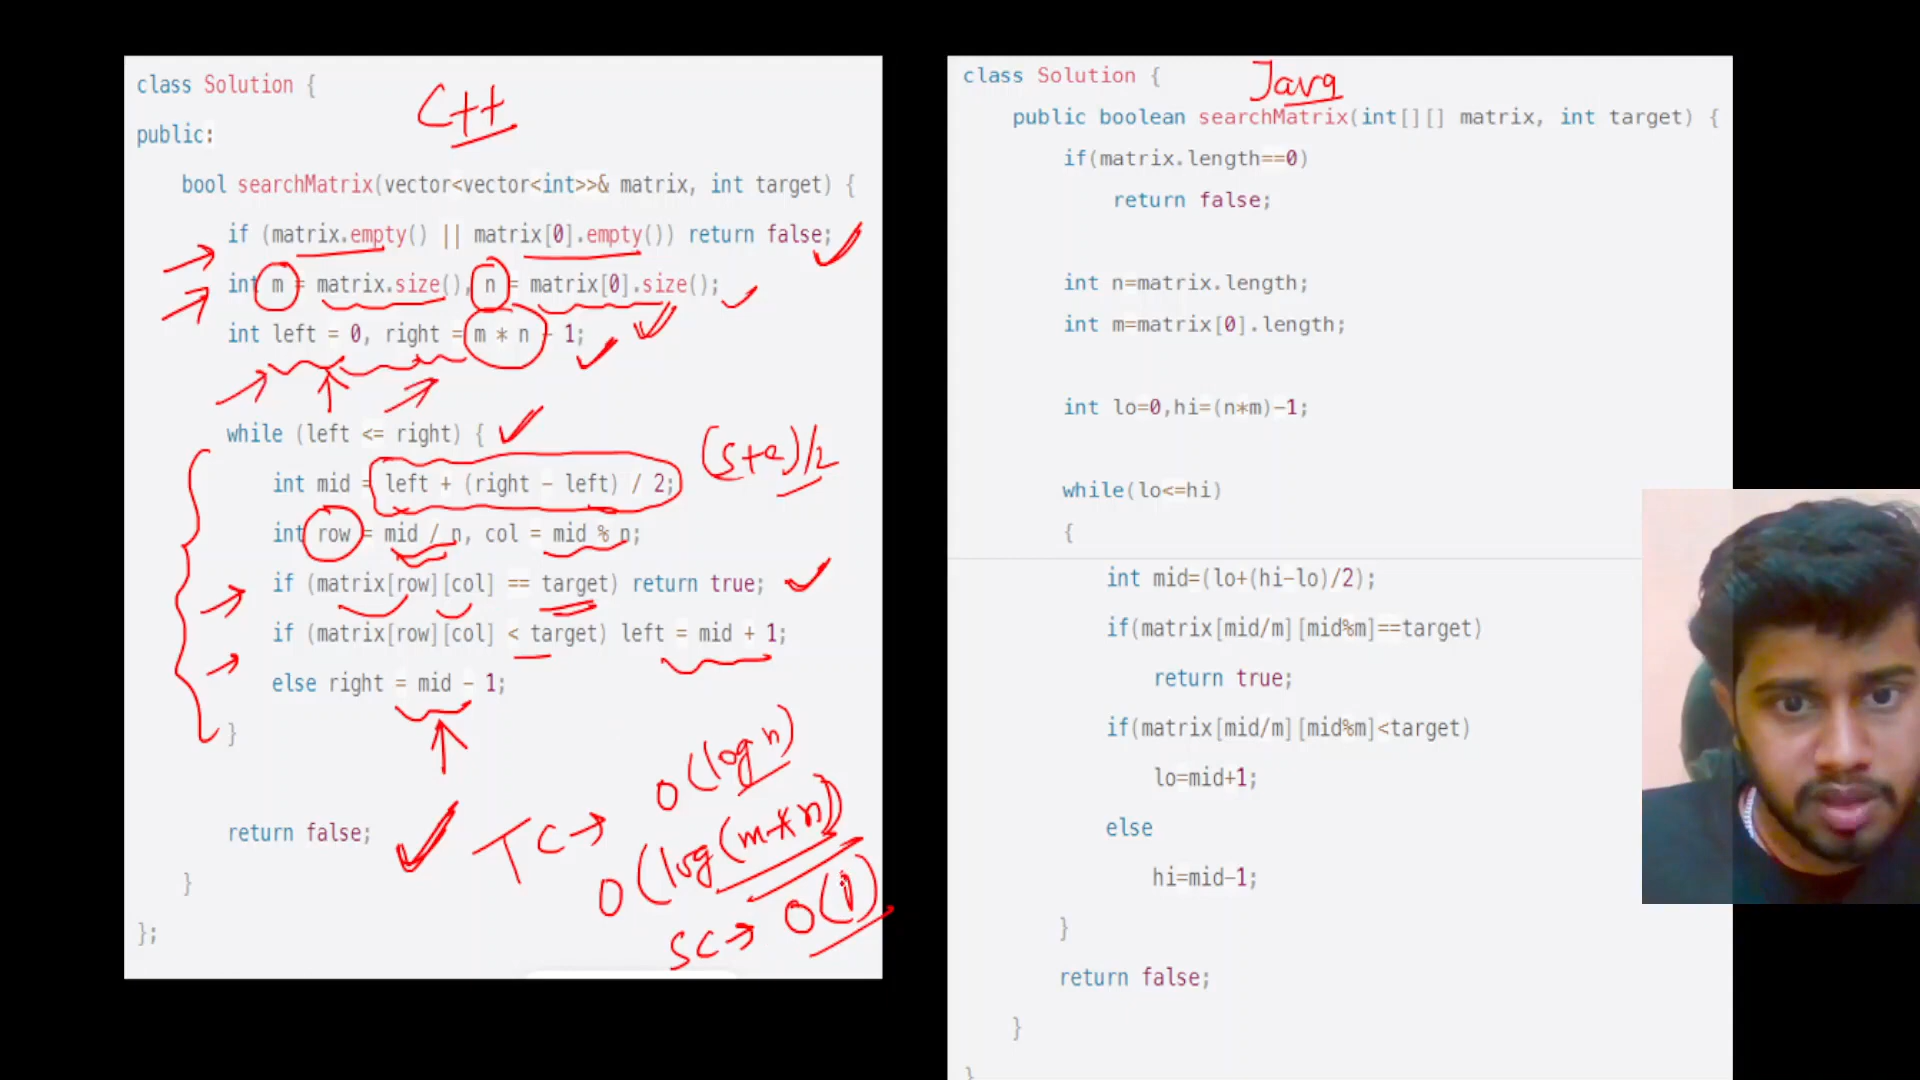 class Solution {
C++
public:
bool searchMatrix(vector<vector<int>>& matrix, int target) {
if (matrix.empty() || matrix[0].empty()) return false;
int m = matrix.size(), n = matrix[0].size();
int left = 0, right = m * n - 1;
while (left <= right) {
(s+e)/2
int mid = left + (right - left) / 2;
int row = mid / n, col = mid % n;
if (matrix[row][col] == target) return true;
if (matrix[row][col] < target) left = mid + 1;
else right = mid - 1;
}
return false;
}
};
TC →
O(log n)
O(log(m*n))
SC → O(1)
class Solution {
Java
public boolean searchMatrix(int[][] matrix, int target) {
if(matrix.length==0)
return false;
int n=matrix.length;
int m=matrix[0].length;
int lo=0,hi=(n*m)-1;
while(lo<=hi)
{
int mid=(lo+(hi-lo)/2);
if(matrix[mid/m][mid%m]==target)
return true;
if(matrix[mid/m][mid%m]<target)
lo=mid+1;
else
hi=mid-1;
}
return false;
}
}